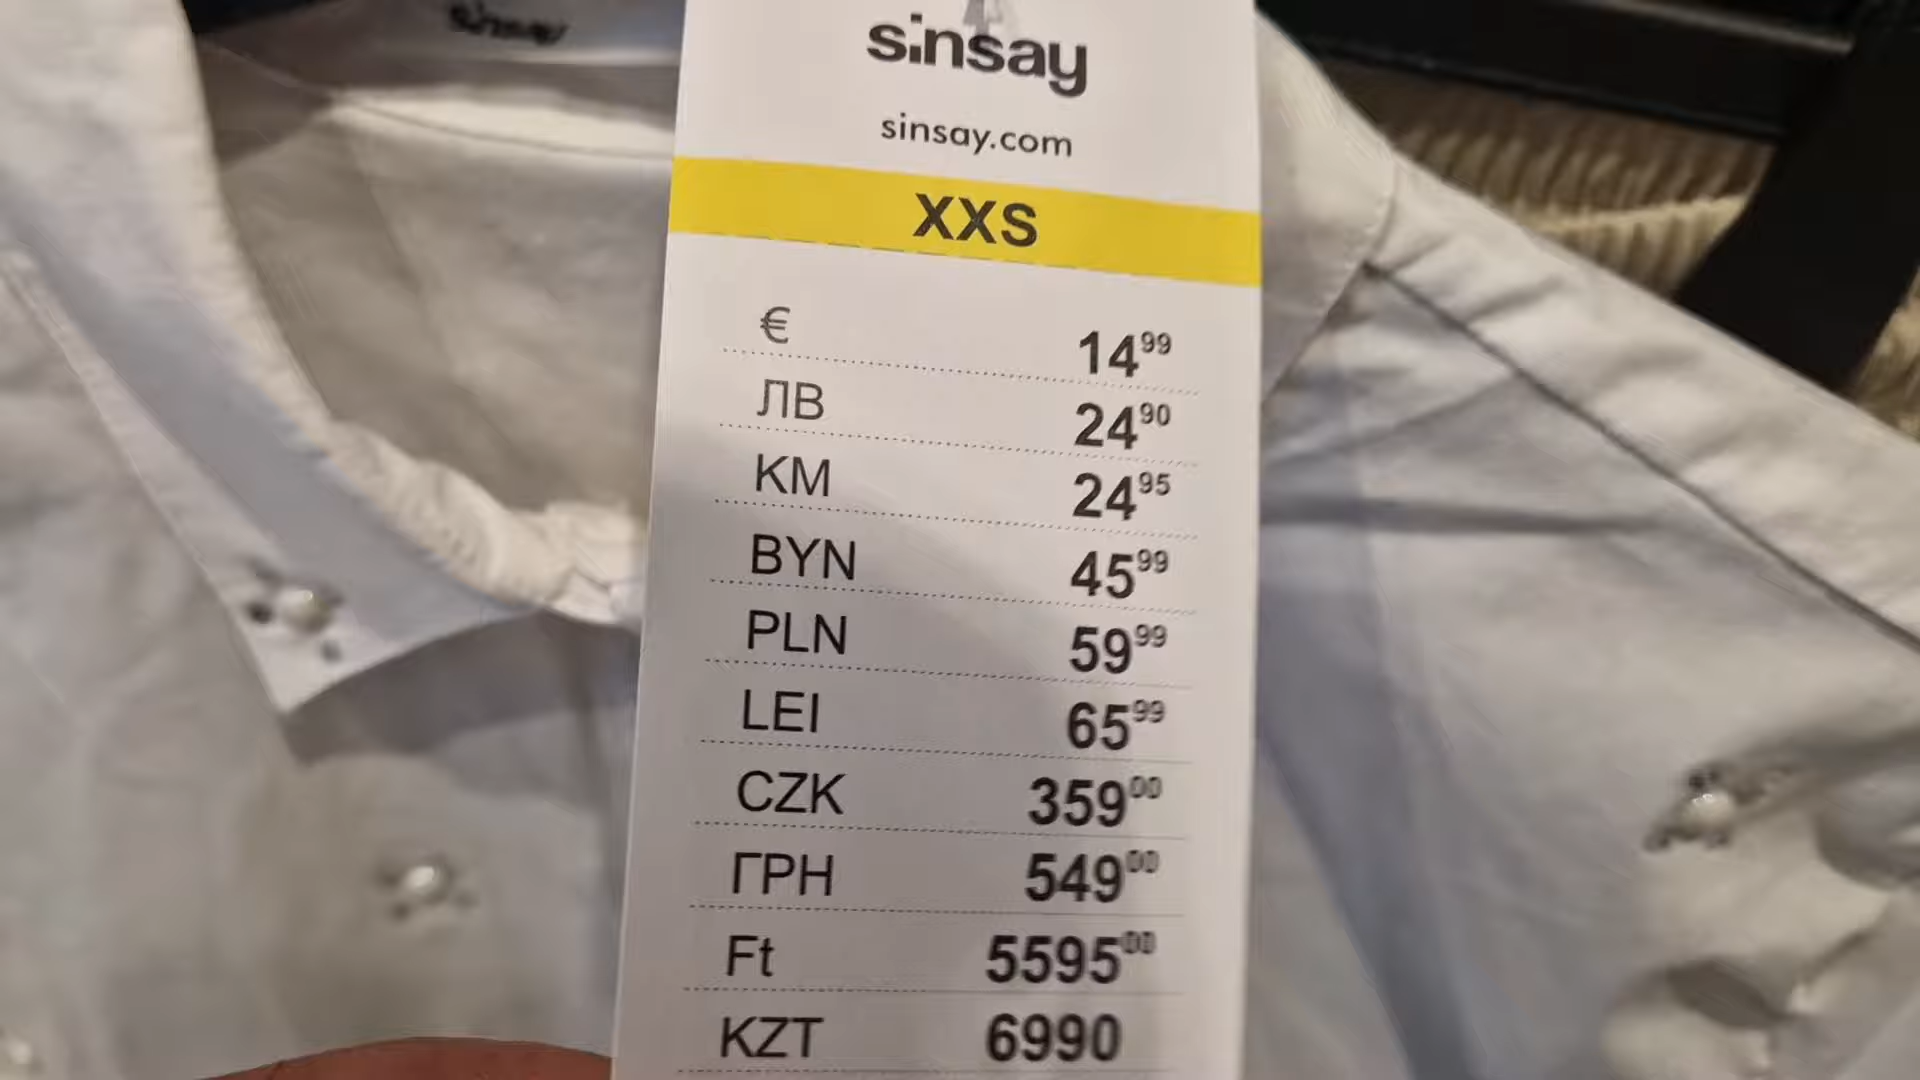 sinsay
sinsay
sinsay.com
XXS
€ 14⁹⁹
ЛВ 24⁹⁰
KM 24⁹⁵
BYN 45⁹⁹
PLN 59⁹⁹
LEI 65⁹⁹
CZK 359⁰⁰
ГРН 549⁰⁰
Ft 5595⁰⁰
KZT 6990